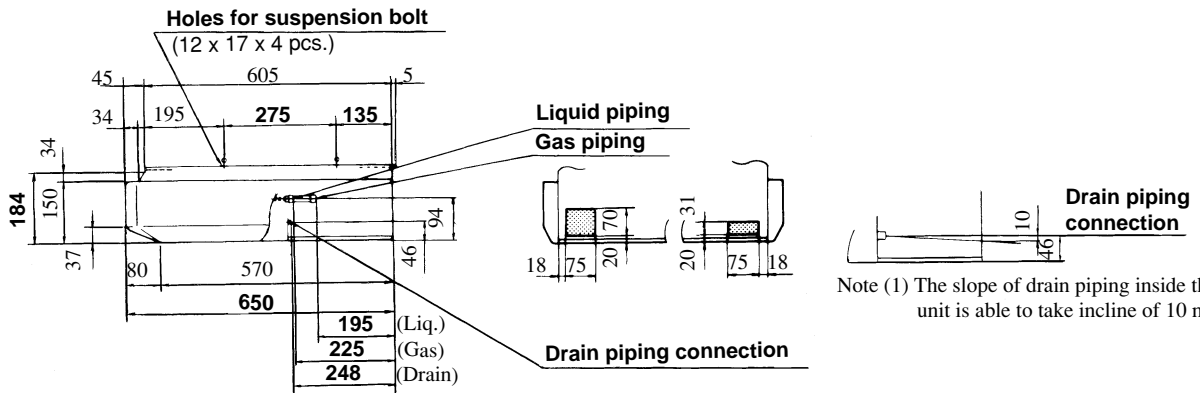 Holes for suspension bolt
(12 x 17 x 4 pcs.)
45 605 5
34 195 275 135
Liquid piping
Gas piping
34
184
150
37
94
46
80 570
650
195 (Liq.)
225 (Gas)
248 (Drain)
Drain piping connection
70
31
20
20
18 75
75 18
Drain piping
connection
10
46
Note (1) The slope of drain piping inside th
unit is able to take incline of 10 m